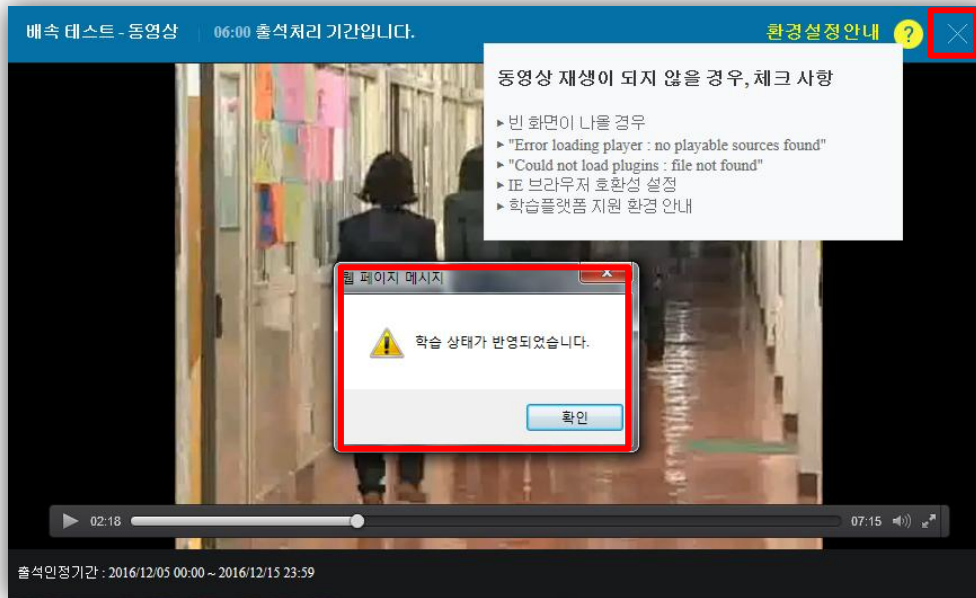 배속 테스트 - 동영상 06:00 출석처리 기간입니다. 환경설정안내 ?
동영상 재생이 되지 않을 경우, 체크 사항
▸ 빈 화면이 나올 경우
▸ "Error loading player : no playable sources found"
▸ "Could not load plugins : file not found"
▸ IE 브라우저 호환성 설정
▸ 학습플랫폼 지원 환경 안내
웹 페이지 메시지
학습 상태가 반영되었습니다.
확인
02:18 07:15
출석인정기간 : 2016/12/05 00:00 ~ 2016/12/15 23:59